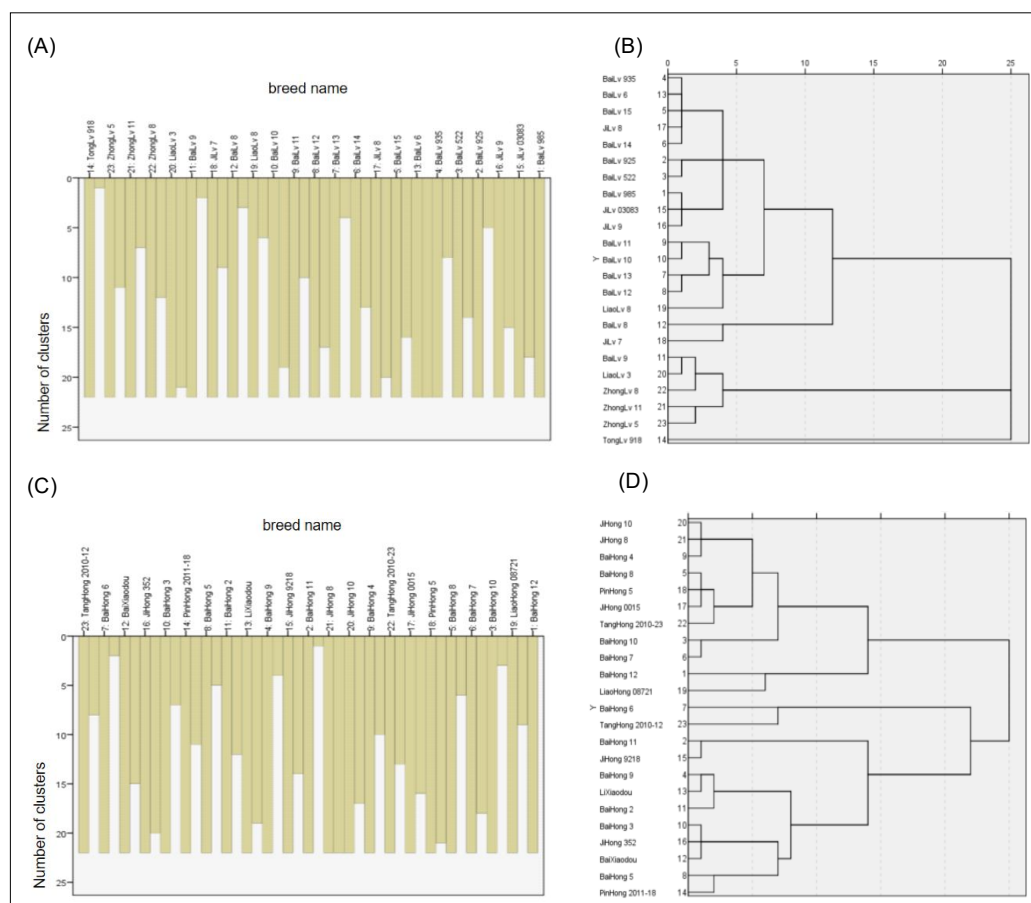 (A)
breed name
14: TongLv 918
23: ZhongLv 5
21: ZhongLv 11
22: ZhongLv 8
20: LiaoLv 3
11: BaiLv 9
18: JiLv 7
12: BaiLv 8
19: LiaoLv 8
10: BaiLv 10
9: BaiLv 11
8: BaiLv 12
7: BaiLv 13
6: BaiLv 14
17: JiLv 8
5: BaiLv 15
13: BaiLv 6
4: BaiLv 935
3: BaiLv 522
2: BaiLv 925
16: JiLv 9
15: JiLv 03083
1: BaiLv 985
Number of clusters
0
5
10
15
20
25
(B)
0 5 10 15 20 25
Y
BaiLv 935 4
BaiLv 6 13
BaiLv 15 5
JiLv 8 17
BaiLv 14 6
BaiLv 925 2
BaiLv 522 3
BaiLv 985 1
JiLv 03083 15
JiLv 9 16
BaiLv 11 9
BaiLv 10 10
BaiLv 13 7
BaiLv 12 8
LiaoLv 8 19
BaiLv 8 12
JiLv 7 18
BaiLv 9 11
LiaoLv 3 20
ZhongLv 8 22
ZhongLv 11 21
ZhongLv 5 23
TongLv 918 14
(C)
breed name
23: TangHong 2010-12
7: BaiHong 6
12: BaiXiaodou
16: JiHong 352
10: BaiHong 3
14: PinHong 2011-18
8: BaiHong 5
11: BaiHong 2
13: LiXiaodou
4: BaiHong 9
15: JiHong 9218
2: BaiHong 11
21: JiHong 8
20: JiHong 10
9: BaiHong 4
22: TangHong 2010-23
17: JiHong 0015
18: PinHong 5
5: BaiHong 8
6: BaiHong 7
3: BaiHong 10
19: LiaoHong 08721
1: BaiHong 12
Number of clusters
0
5
10
15
20
25
(D)
0 5 10 15 20 25
Y
JiHong 10 20
JiHong 8 21
BaiHong 4 9
BaiHong 8 5
PinHong 5 18
JiHong 0015 17
TangHong 2010-23 22
BaiHong 10 3
BaiHong 7 6
BaiHong 12 1
LiaoHong 08721 19
BaiHong 6 7
TangHong 2010-12 23
BaiHong 11 2
JiHong 9218 15
BaiHong 9 4
LiXiaodou 13
BaiHong 2 11
BaiHong 3 10
JiHong 352 16
BaiXiaodou 12
BaiHong 5 8
PinHong 2011-18 14